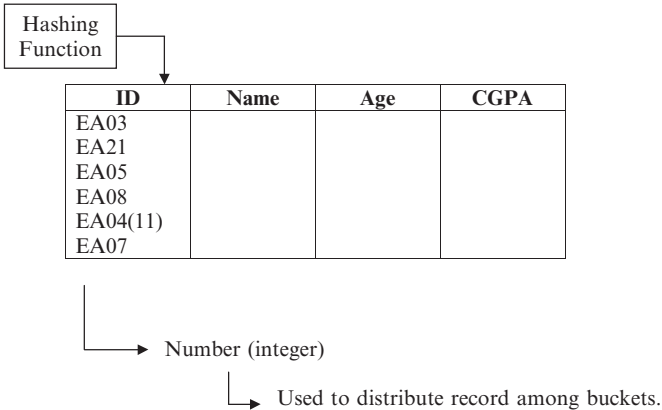 Hashing
Function
ID Name Age CGPA
EA03
EA21
EA05
EA08
EA04(11)
EA07
Number (integer)
Used to distribute record among buckets.